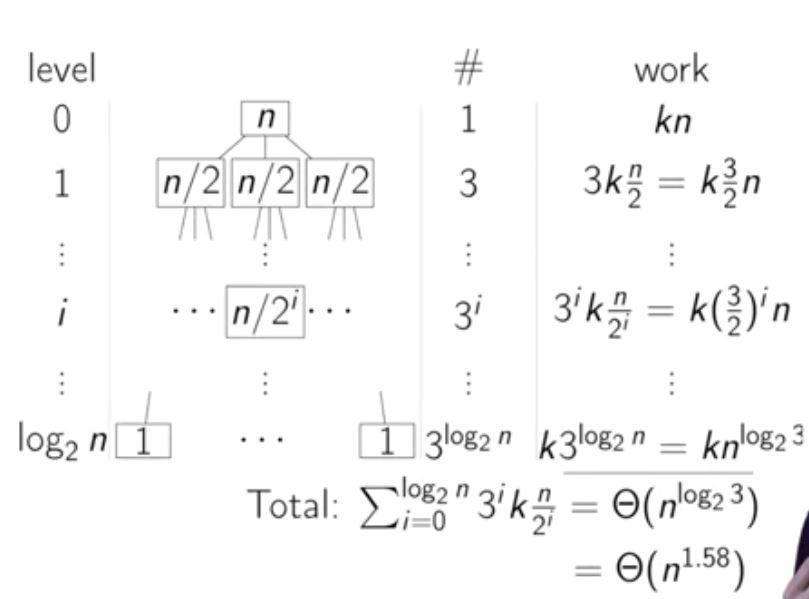 level # work
0 n 1 kn
1 n/2 n/2 n/2 3 3k n/2 = k 3/2 n
⋮ ⋮ ⋮ ⋮
i ··· n/2^i ··· 3^i 3^i k n/2^i = k(3/2)^i n
⋮ ⋮ ⋮ ⋮
log₂ n 1 ··· 1 3^{log₂ n} k3^{log₂ n} = kn^{log₂ 3}
Total: ∑_{i=0}^{log₂ n} 3^i k n/2^i = Θ(n^{log₂ 3})
= Θ(n^{1.58})